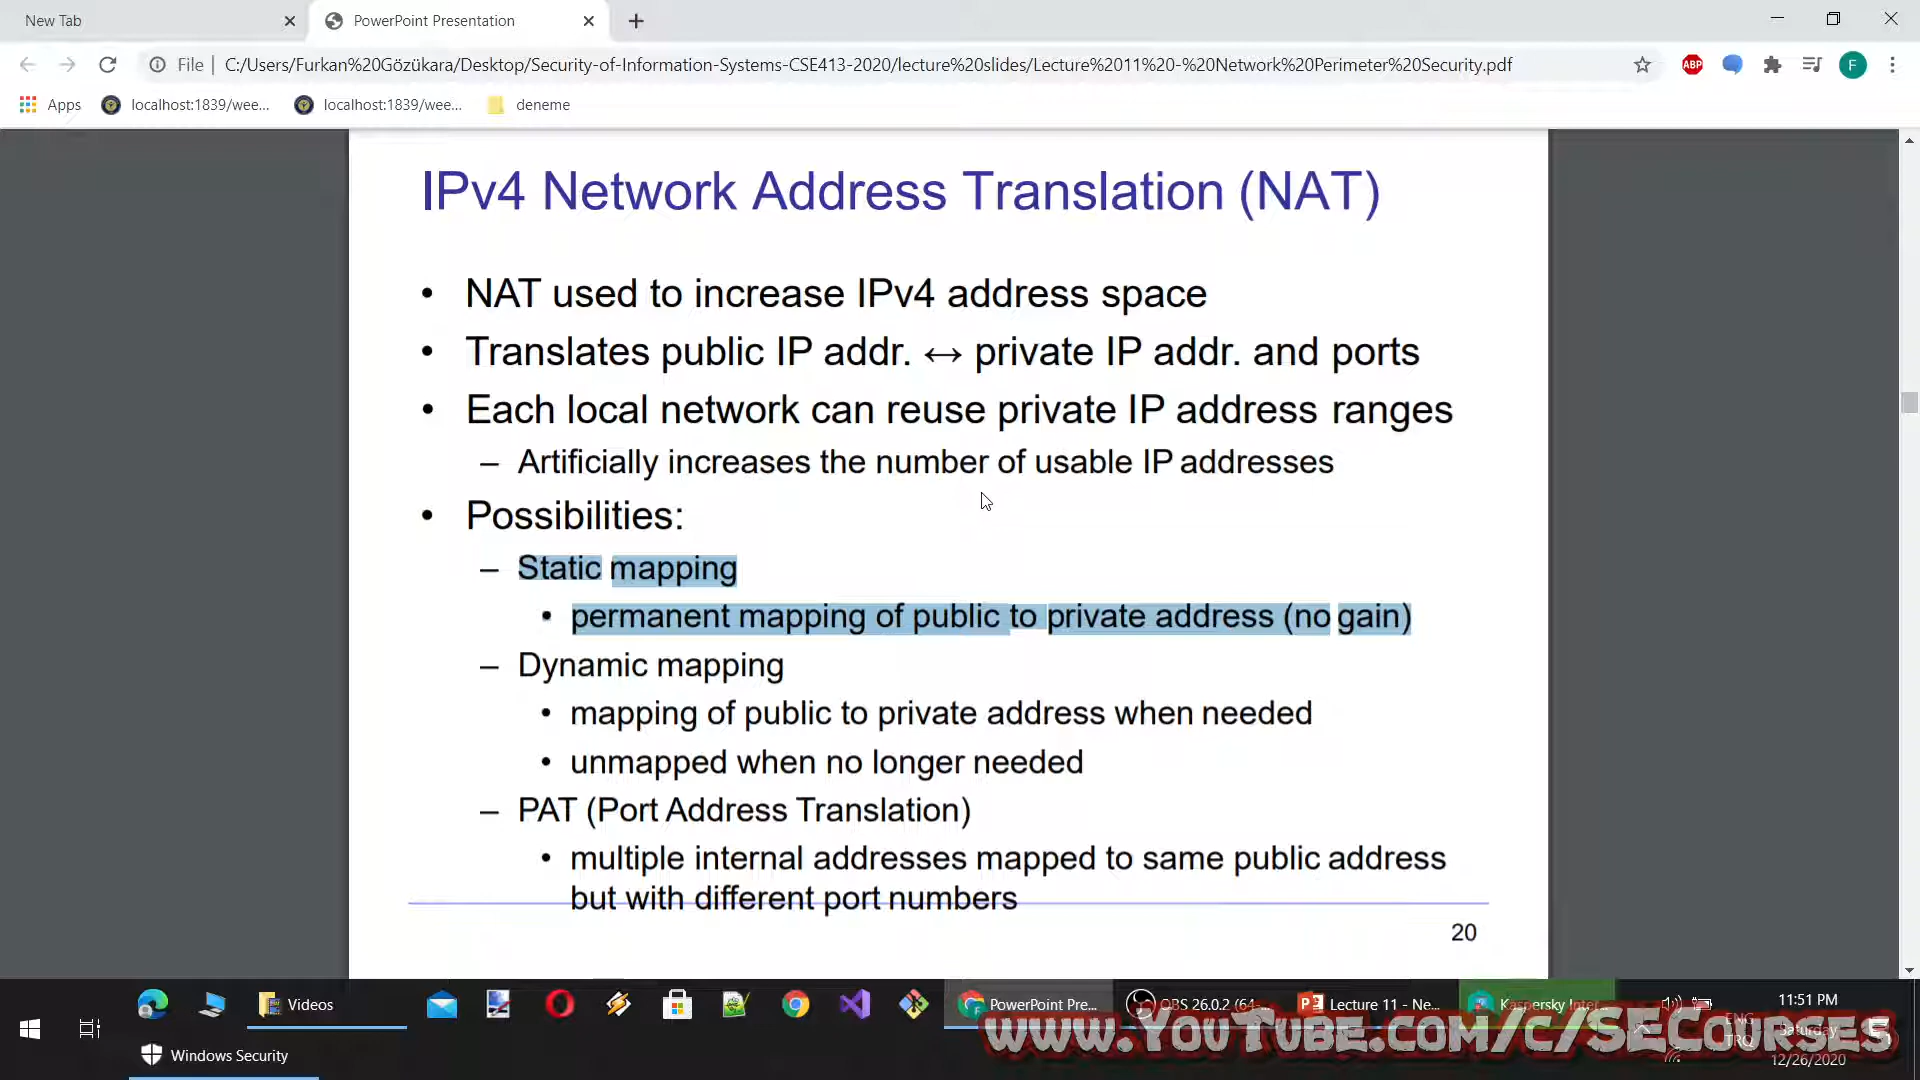 New Tab
PowerPoint Presentation
File
C:/Users/Furkan%20Gözükara/Desktop/Security-of-Information-Systems-CSE413-2020/lecture%20slides/Lecture%2011%20-%20Network%20Perimeter%20Security.pdf
ABP
F
Apps
localhost:1839/wee...
localhost:1839/wee...
deneme
IPv4 Network Address Translation (NAT)
• NAT used to increase IPv4 address space
• Translates public IP addr. ↔ private IP addr. and ports
• Each local network can reuse private IP address ranges
– Artificially increases the number of usable IP addresses
• Possibilities:
– Static mapping
• permanent mapping of public to private address (no gain)
– Dynamic mapping
• mapping of public to private address when needed
• unmapped when no longer needed
– PAT (Port Address Translation)
• multiple internal addresses mapped to same public address
but with different port numbers
20
Videos
PowerPoint Pre...
OBS 26.0.2 (64-...
Lecture 11 - Ne...
Kaspersky Inter...
11:51 PM
www.YouTube.com/c/SECourses
ENG
Saturday
TRQ
Windows Security
12/26/2020